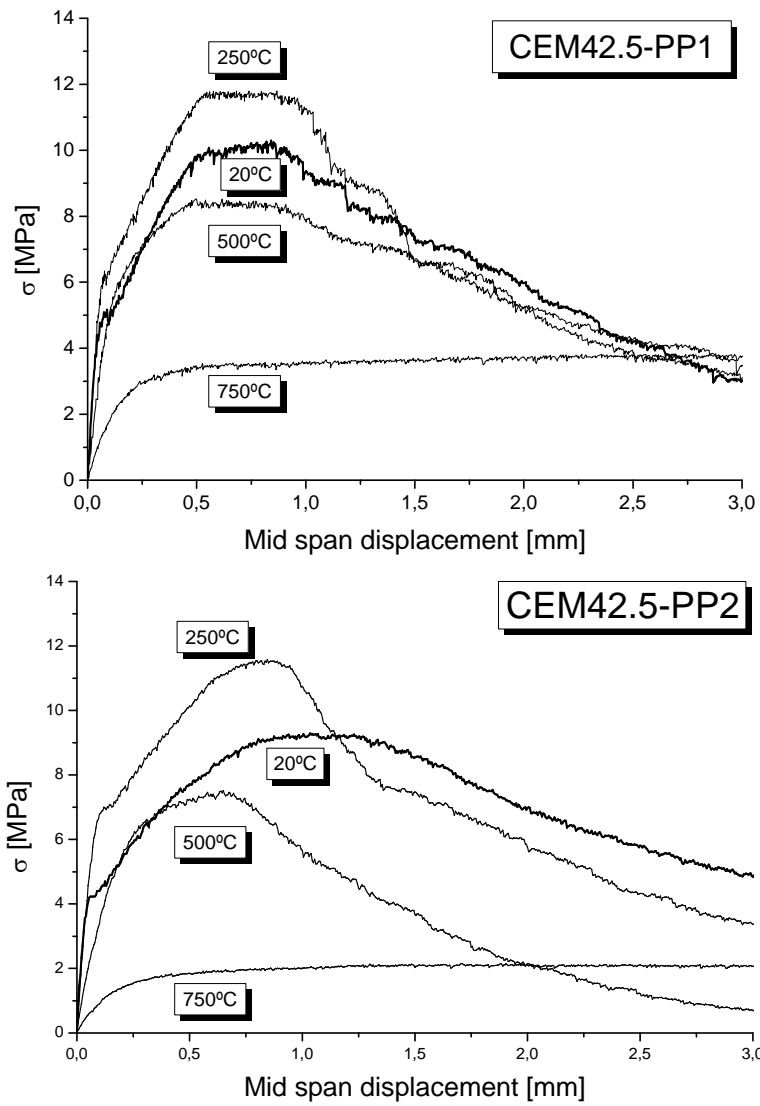 CEM42.5-PP1
14
12
10
8
6
4
2
0
σ [MPa]
250ºC
20ºC
500ºC
750ºC
0,0 0,5 1,0 1,5 2,0 2,5 3,0
Mid span displacement [mm]
CEM42.5-PP2
14
12
10
8
6
4
2
0
σ [MPa]
250ºC
20ºC
500ºC
750ºC
0,0 0,5 1,0 1,5 2,0 2,5 3,0
Mid span displacement [mm]